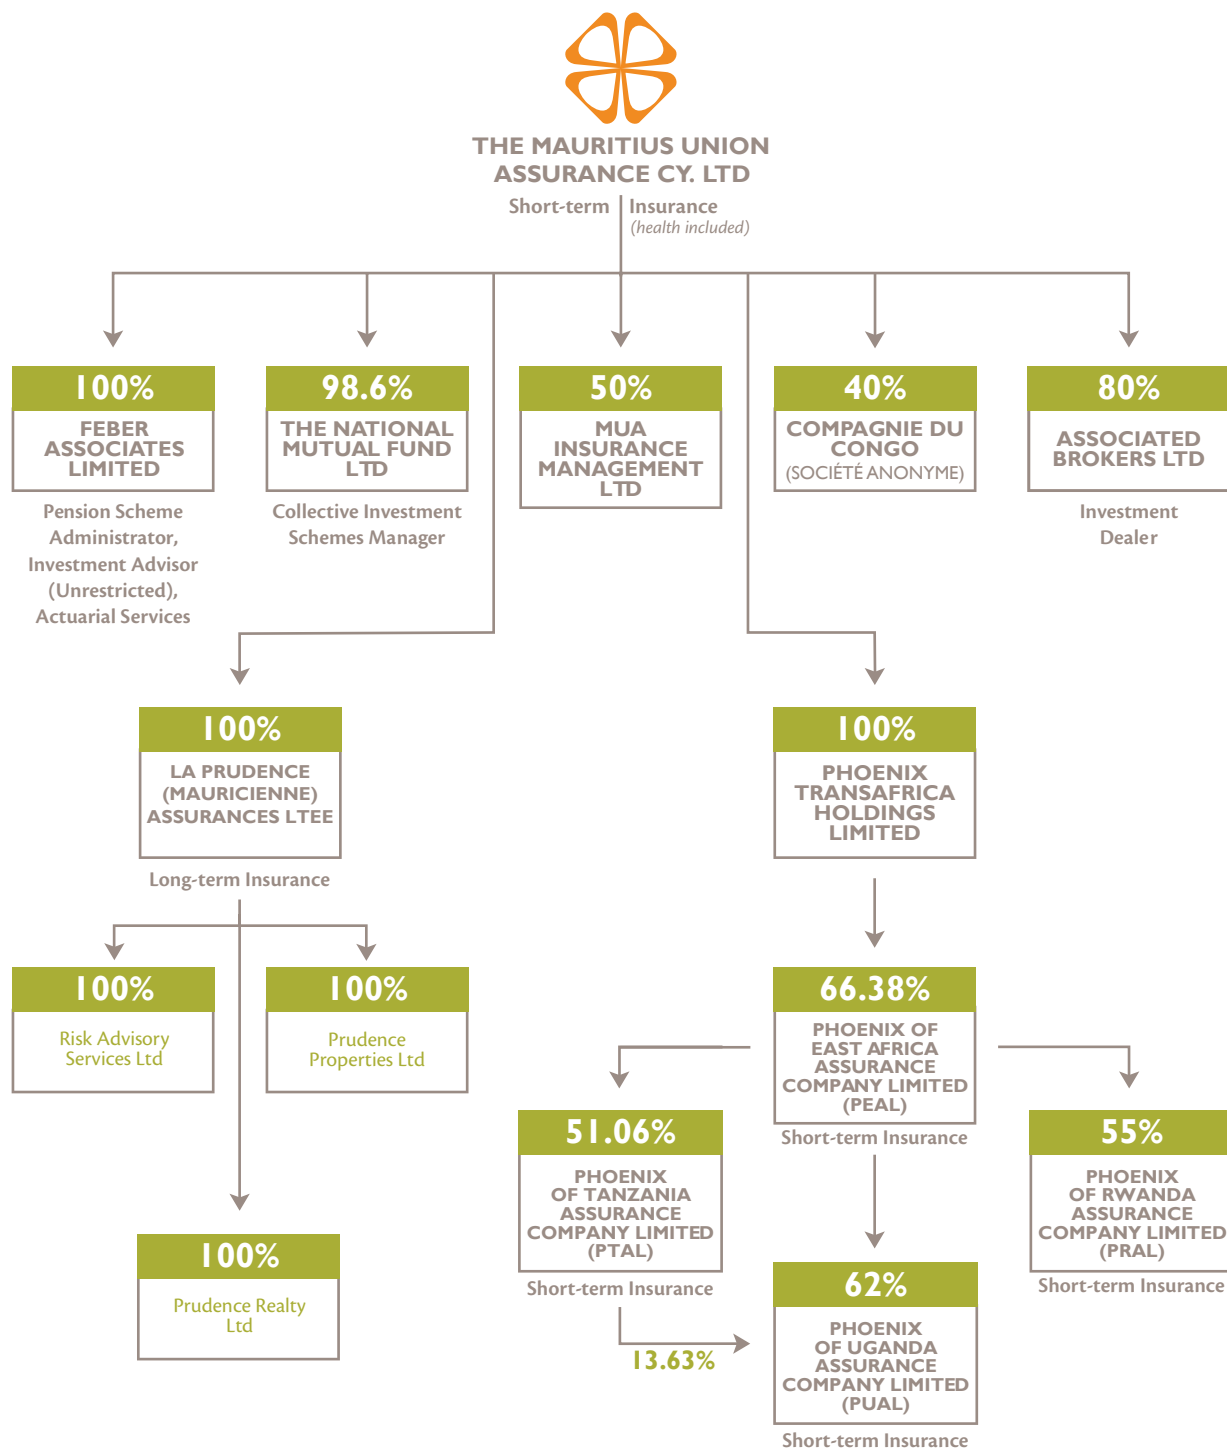 THE MAURITIUS UNION
ASSURANCE CY. LTD
Short-term Insurance
(health included)
100%
FEBER
ASSOCIATES
LIMITED
Pension Scheme
Administrator,
Investment Advisor
(Unrestricted),
Actuarial Services
98.6%
THE NATIONAL
MUTUAL FUND
LTD
Collective Investment
Schemes Manager
50%
MUA
INSURANCE
MANAGEMENT
LTD
40%
COMPAGNIE DU
CONGO
(SOCIÉTÉ ANONYME)
80%
ASSOCIATED
BROKERS LTD
Investment
Dealer
100%
LA PRUDENCE
(MAURICIENNE)
ASSURANCES LTEE
Long-term Insurance
100%
PHOENIX
TRANSAFRICA
HOLDINGS
LIMITED
100%
Risk Advisory
Services Ltd
100%
Prudence
Properties Ltd
100%
Prudence Realty
Ltd
66.38%
PHOENIX OF
EAST AFRICA
ASSURANCE
COMPANY LIMITED
(PEAL)
Short-term Insurance
51.06%
PHOENIX
OF TANZANIA
ASSURANCE
COMPANY LIMITED
(PTAL)
Short-term Insurance
13.63%
55%
PHOENIX
OF RWANDA
ASSURANCE
COMPANY LIMITED
(PRAL)
Short-term Insurance
62%
PHOENIX
OF UGANDA
ASSURANCE
COMPANY LIMITED
(PUAL)
Short-term Insurance